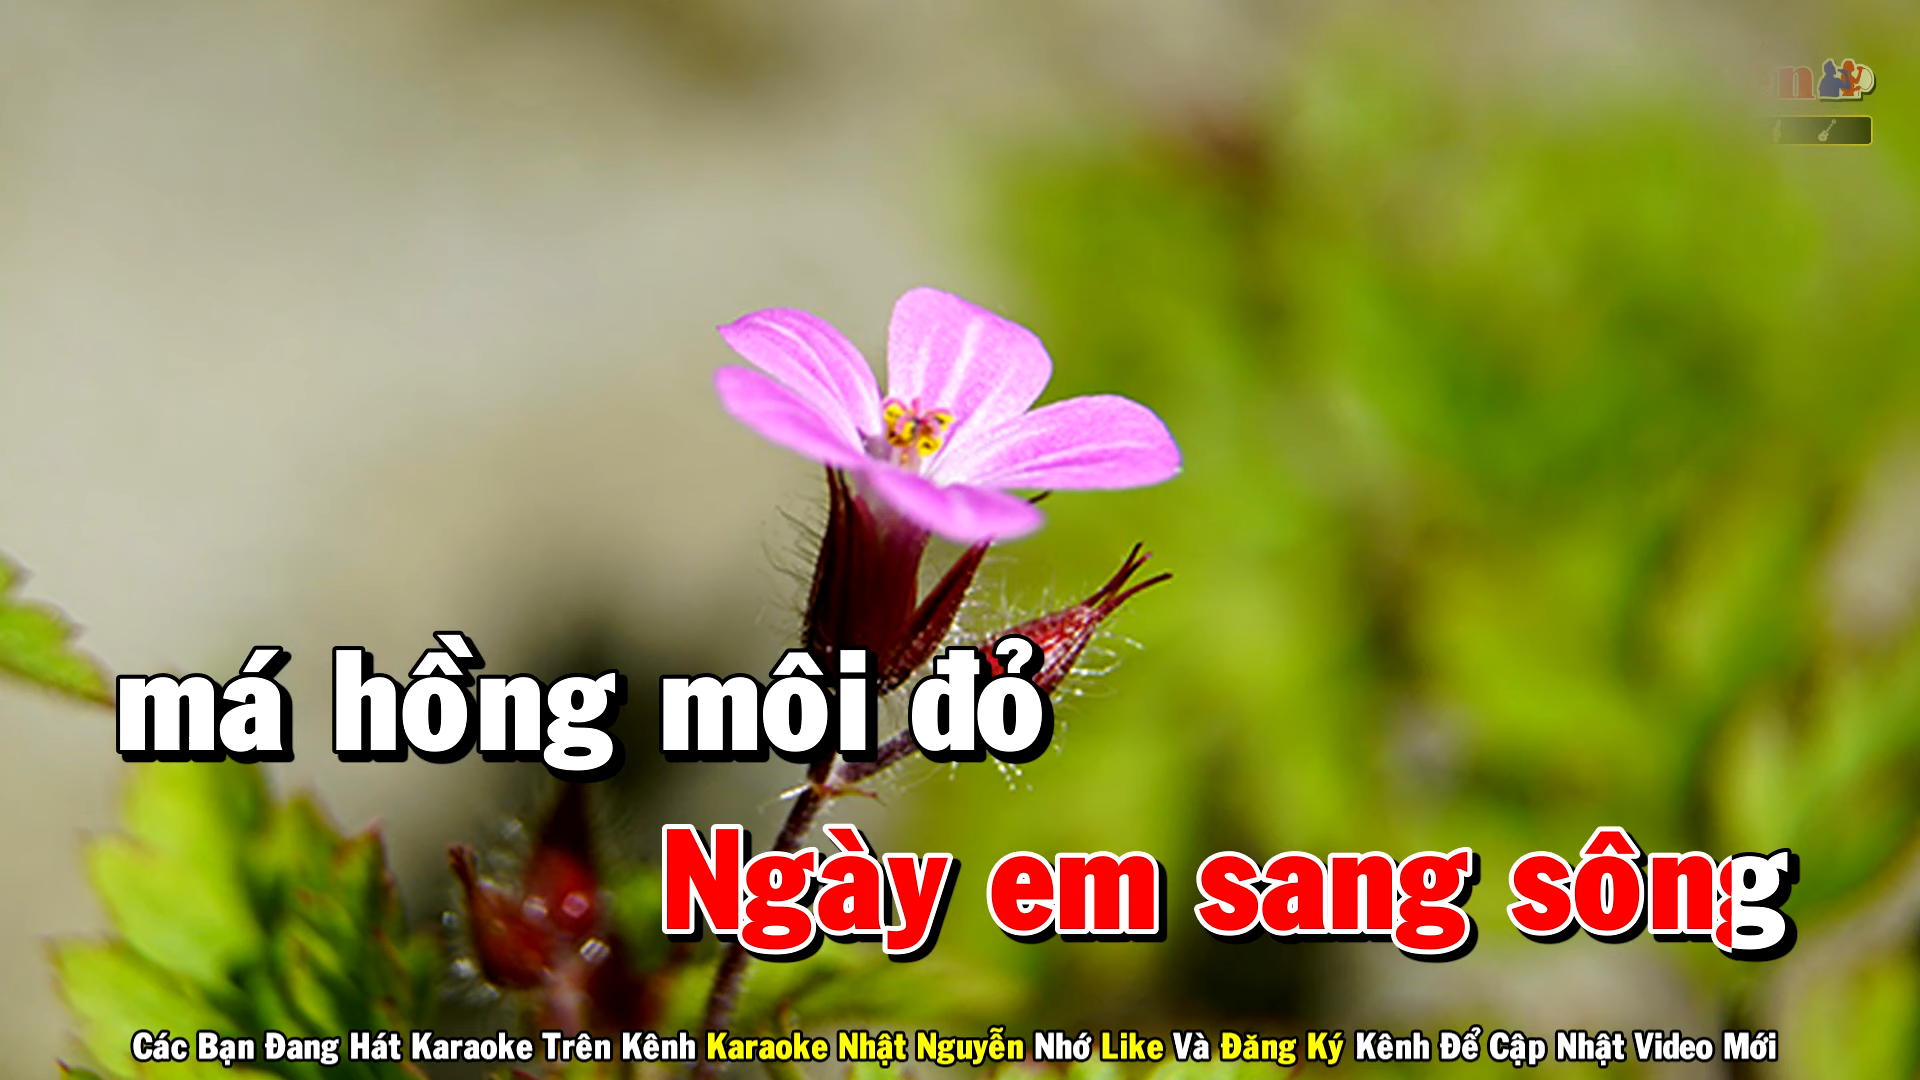 má hồng môi đỏ
Ngày em sang sông
Các Bạn Đang Hát Karaoke Trên Kênh Karaoke Nhật Nguyễn Nhớ Like Và Đăng Ký Kênh Để Cập Nhật Video Mới